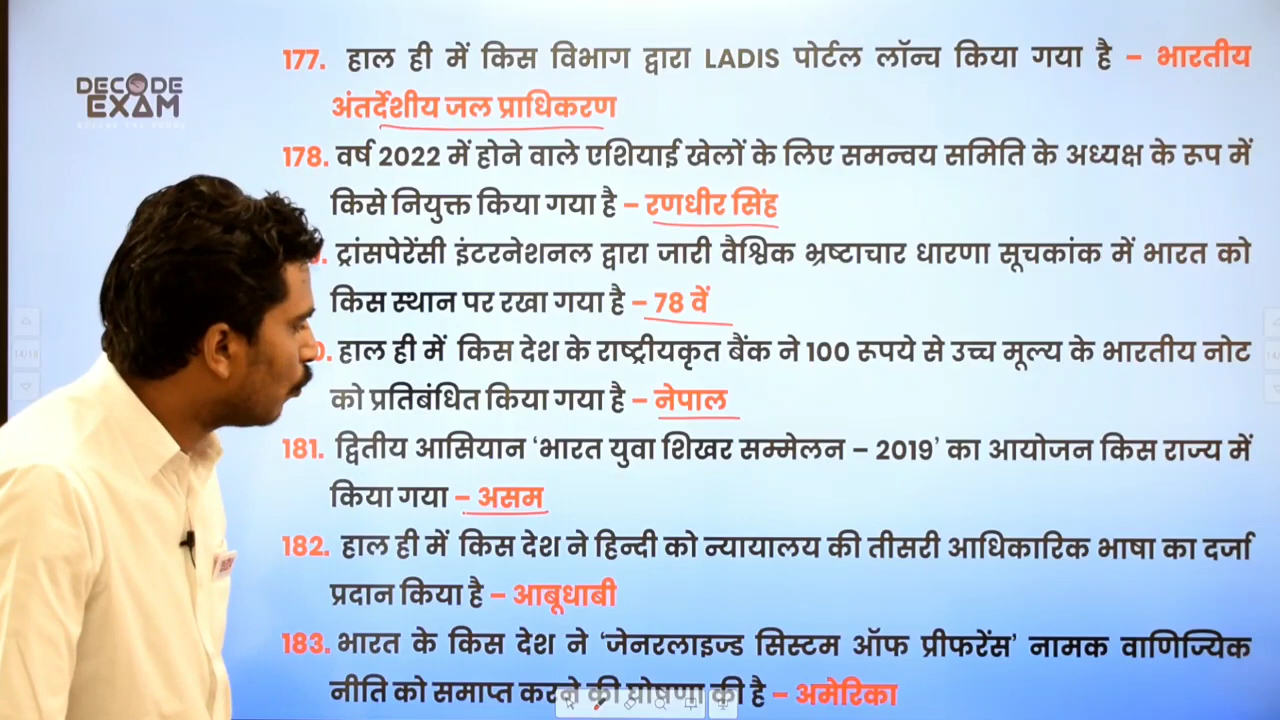 DECODE
EXAM
177. हाल ही में किस विभाग द्वारा LADIS पोर्टल लॉन्च किया गया है – भारतीय
अंतर्देशीय जल प्राधिकरण
178. वर्ष 2022 में होने वाले एशियाई खेलों के लिए समन्वय समिति के अध्यक्ष के रूप में
किसे नियुक्त किया गया है – रणधीर सिंह
ट्रांसपेरेंसी इंटरनेशनल द्वारा जारी वैश्विक भ्रष्टाचार धारणा सूचकांक में भारत को
किस स्थान पर रखा गया है – 78 वें
हाल ही में किस देश के राष्ट्रीयकृत बैंक ने 100 रूपये से उच्च मूल्य के भारतीय नोट
को प्रतिबंधित किया गया है – नेपाल
181. द्वितीय आसियान ‘भारत युवा शिखर सम्मेलन – 2019’ का आयोजन किस राज्य में
किया गया – असम
182. हाल ही में किस देश ने हिन्दी को न्यायालय की तीसरी आधिकारिक भाषा का दर्जा
प्रदान किया है – आबूधाबी
183. भारत के किस देश ने ‘जेनरलाइज्ड सिस्टम ऑफ प्रीफरेंस’ नामक वाणिज्यिक
नीति को समाप्त करने की घोषणा की है – अमेरिका
14/18